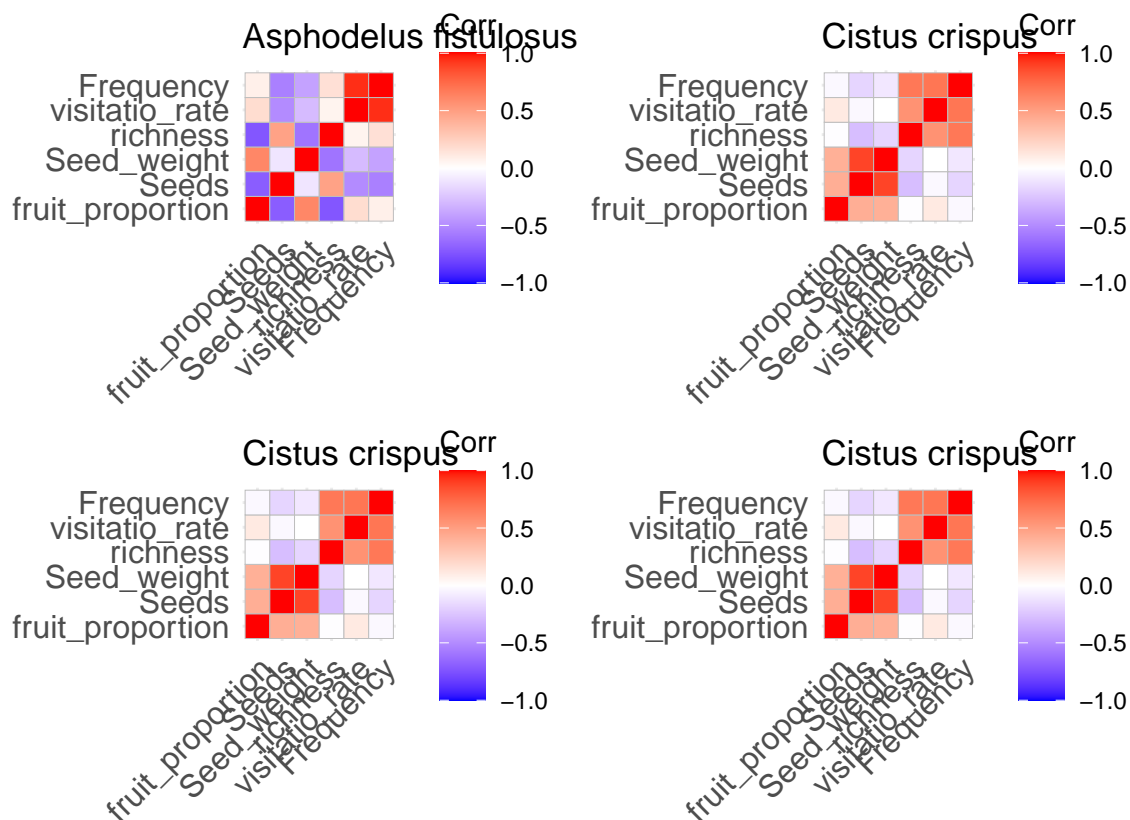 Asphodelus fistulosus
Corr
Frequency
visitatio_rate
richness
Seed_weight
Seeds
fruit_proportion
1.0
0.5
0.0
−0.5
−1.0
fruit_proportion
Seeds
Seed_weight
richness
visitatio_rate
Frequency
Cistus crispus
Corr
Frequency
visitatio_rate
richness
Seed_weight
Seeds
fruit_proportion
1.0
0.5
0.0
−0.5
−1.0
fruit_proportion
Seeds
Seed_weight
richness
visitatio_rate
Frequency
Cistus crispus
Corr
Frequency
visitatio_rate
richness
Seed_weight
Seeds
fruit_proportion
1.0
0.5
0.0
−0.5
−1.0
fruit_proportion
Seeds
Seed_weight
richness
visitatio_rate
Frequency
Cistus crispus
Corr
Frequency
visitatio_rate
richness
Seed_weight
Seeds
fruit_proportion
1.0
0.5
0.0
−0.5
−1.0
fruit_proportion
Seeds
Seed_weight
richness
visitatio_rate
Frequency